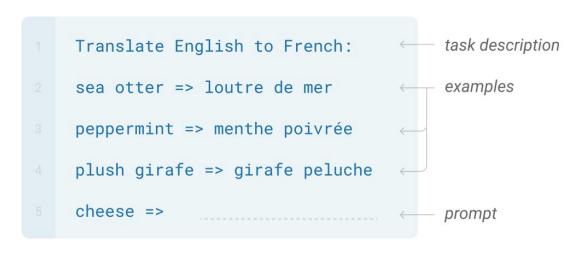 1 Translate English to French: task description
2 sea otter => loutre de mer examples
3 peppermint => menthe poivrée
4 plush girafe => girafe peluche
5 cheese => prompt